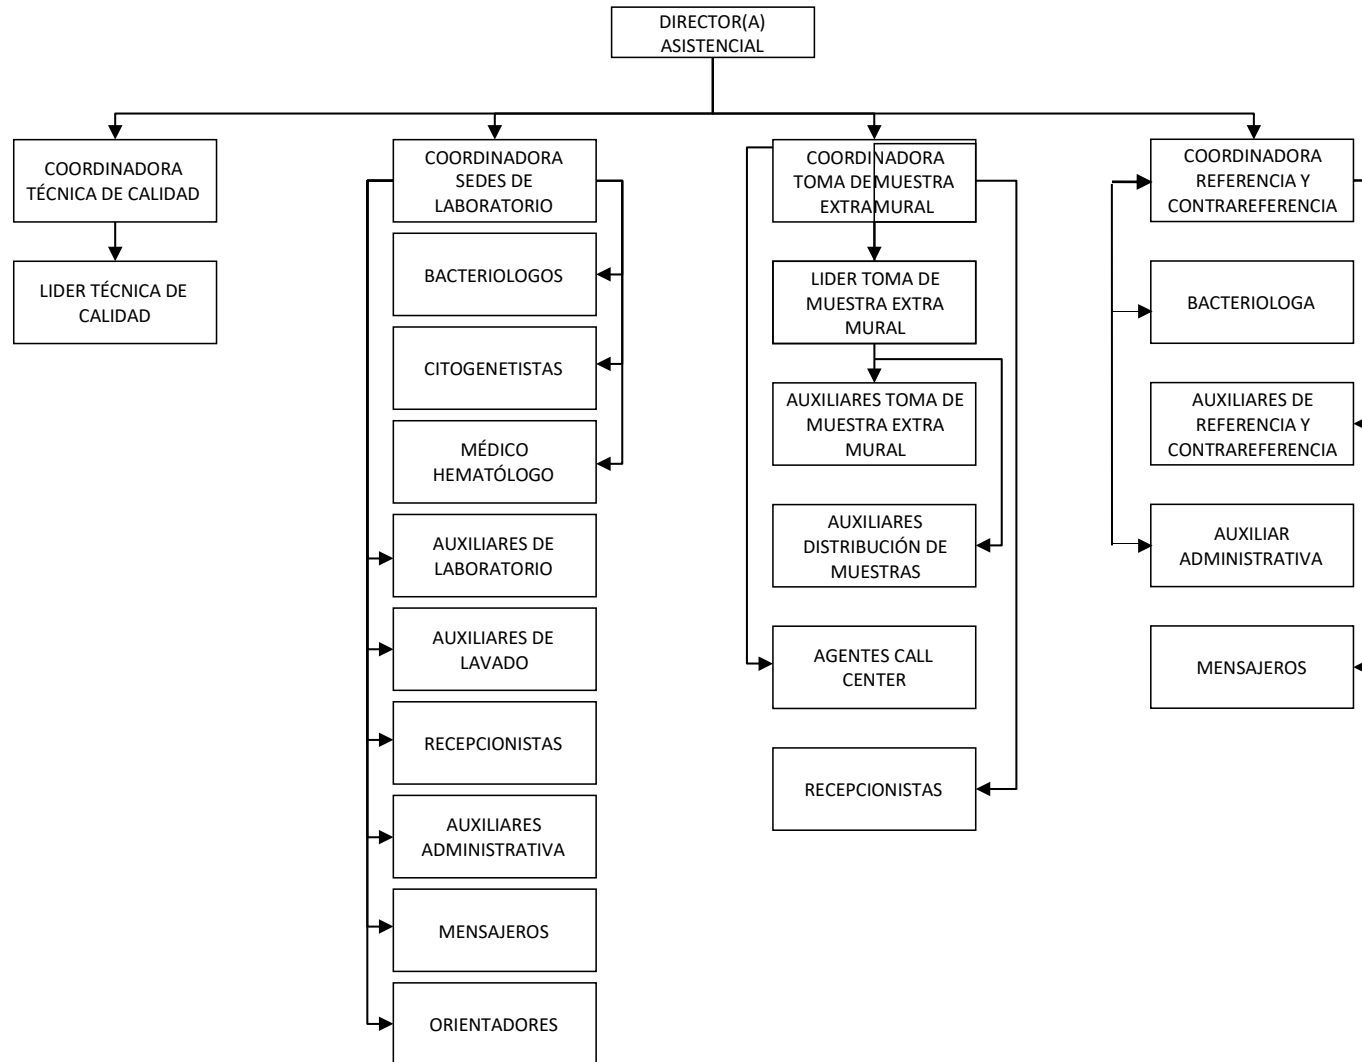 DIRECTOR(A)
ASISTENCIAL
COORDINADORA
TÉCNICA DE CALIDAD
LIDER TÉCNICA DE
CALIDAD
COORDINADORA
SEDES DE
LABORATORIO
BACTERIOLOGOS
CITOGENETISTAS
MÉDICO
HEMATÓLOGO
AUXILIARES DE
LABORATORIO
AUXILIARES DE
LAVADO
RECEPCIONISTAS
AUXILIARES
ADMINISTRATIVA
MENSAJEROS
ORIENTADORES
COORDINADORA
TOMA DE MUESTRA
EXTRAMURAL
LIDER TOMA DE
MUESTRA EXTRA
MURAL
AUXILIARES TOMA DE
MUESTRA EXTRA
MURAL
AUXILIARES
DISTRIBUCIÓN DE
MUESTRAS
AGENTES CALL
CENTER
RECEPCIONISTAS
COORDINADORA
REFERENCIA Y
CONTRAREFERENCIA
BACTERIOLOGA
AUXILIARES DE
REFERENCIA Y
CONTRAREFERENCIA
AUXILIAR
ADMINISTRATIVA
MENSAJEROS